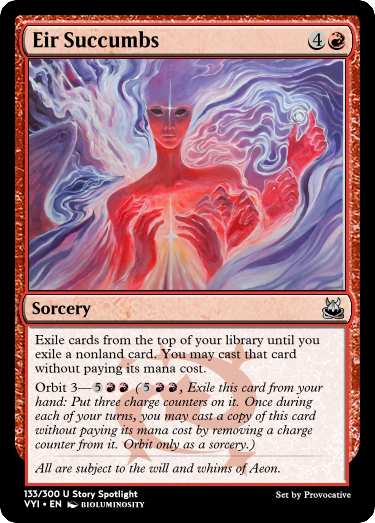 Eir Succumbs 4
Sorcery
Exile cards from the top of your library until you
exile a nonland card. You may cast that card
without paying its mana cost.
Orbit 3—5 (5, Exile this card from your
hand: Put three charge counters on it. Once during
each of your turns, you may cast a copy of this card
without paying its mana cost by removing a charge
counter from it. Orbit only as a sorcery.)
All are subject to the will and whims of Aeon.
133/300 U Story Spotlight Set by Provocative
VYI • EN BIOLUMINOSITY